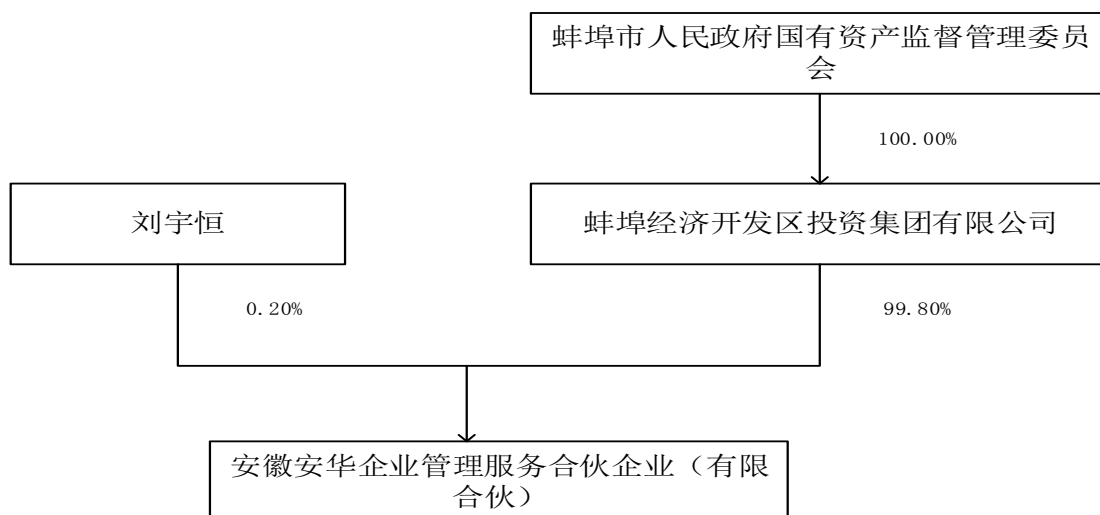 蚌埠市人民政府国有资产监督管理委员
会
100.00%
刘宇恒
蚌埠经济开发区投资集团有限公司
0.20%
99.80%
安徽安华企业管理服务合伙企业（有限
合伙）